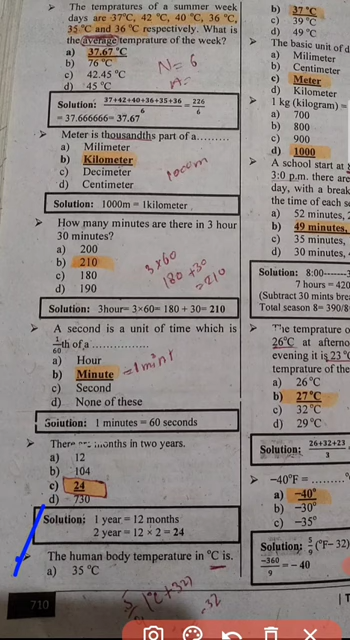 ➤ The tempratures of a summer week
days are 37°C, 42 °C, 40 °C, 36 °C,
35 °C and 36 °C respectively. What is
the average temprature of the week?
a) 37.67 °C
b) 76 °C
c) 42.45 °C
d) 45 °C
N = 6
Solution: 37+42+40+36+35+36/6 = 226/6
= 37.666666= 37.67
➤ Meter is thousandths part of a.........
a) Milimeter
b) Kilometer
c) Decimeter
d) Centimeter
1000m
Solution: 1000m = 1kilometer
➤ How many minutes are there in 3 hour
30 minutes?
a) 200
b) 210
c) 180
d) 190
3x60
180 +30
=210
Solution: 3hour= 3×60= 180 + 30= 210
➤ A second is a unit of time which is
1/60 th of a ...............
a) Hour
b) Minute = 1mint
c) Second
d) None of these
Solution: 1 minutes = 60 seconds
➤ There months in two years.
a) 12
b) 104
c) 24
d) 730
Solution: 1 year = 12 months
2 year = 12 × 2 = 24
➤ The human body temperature in °C is.
a) 35 °C
710
b) 37 °C
c) 39 °C
d) 49 °C
➤ The basic unit of d
a) Milimeter
b) Centimeter
c) Meter
d) Kilometer
➤ 1 kg (kilogram) =
a) 700
b) 800
c) 900
d) 1000
➤ A school start at
3:0 p.m. there are
day, with a break
the time of each s
a) 52 minutes,
b) 49 minutes,
c) 35 minutes,
d) 30 minutes,
Solution: 8:00-------3
7 hours = 420
(Subtract 30 mints bre
Total season 8= 390/8
➤ The temprature o
26°C at afterno
evening it is 23°C
temprature of the
a) 26°C
b) 27°C
c) 32°C
d) 29°C
Solution: 26+32+23/3
➤ –40°F = .........
a) –40°
b) –30°
c) –35°
Solution: 5/9 (°F– 32)
–360/9 = – 40